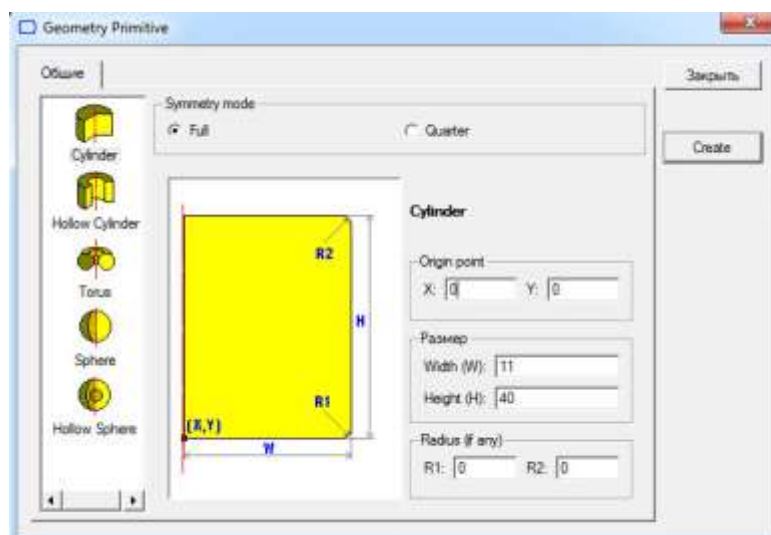 Geometry Primitive
Общие
Закрыть
Create
Symmetry mode
Full
Quarter
Cylinder
Hollow Cylinder
Torus
Sphere
Hollow Sphere
R2
H
R1
(X,Y)
W
Cylinder
Origin point
X: 0 Y: 0
Размер
Width (W): 11
Height (H): 40
Radius (if any)
R1: 0 R2: 0